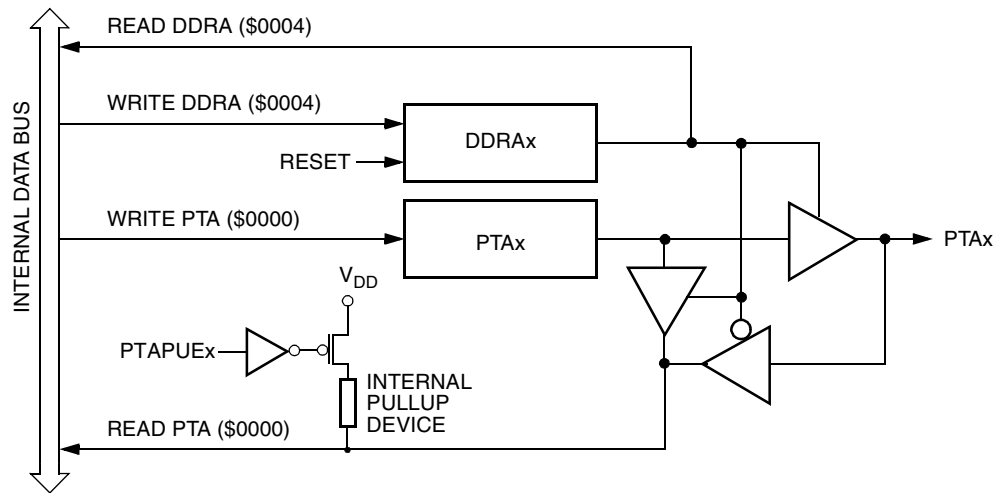 READ DDRA ($0004)
WRITE DDRA ($0004)
DDRAx
RESET
INTERNAL DATA BUS
WRITE PTA ($0000)
PTAx
PTAx
VDD
PTAPUEx
INTERNAL
PULLUP
DEVICE
READ PTA ($0000)